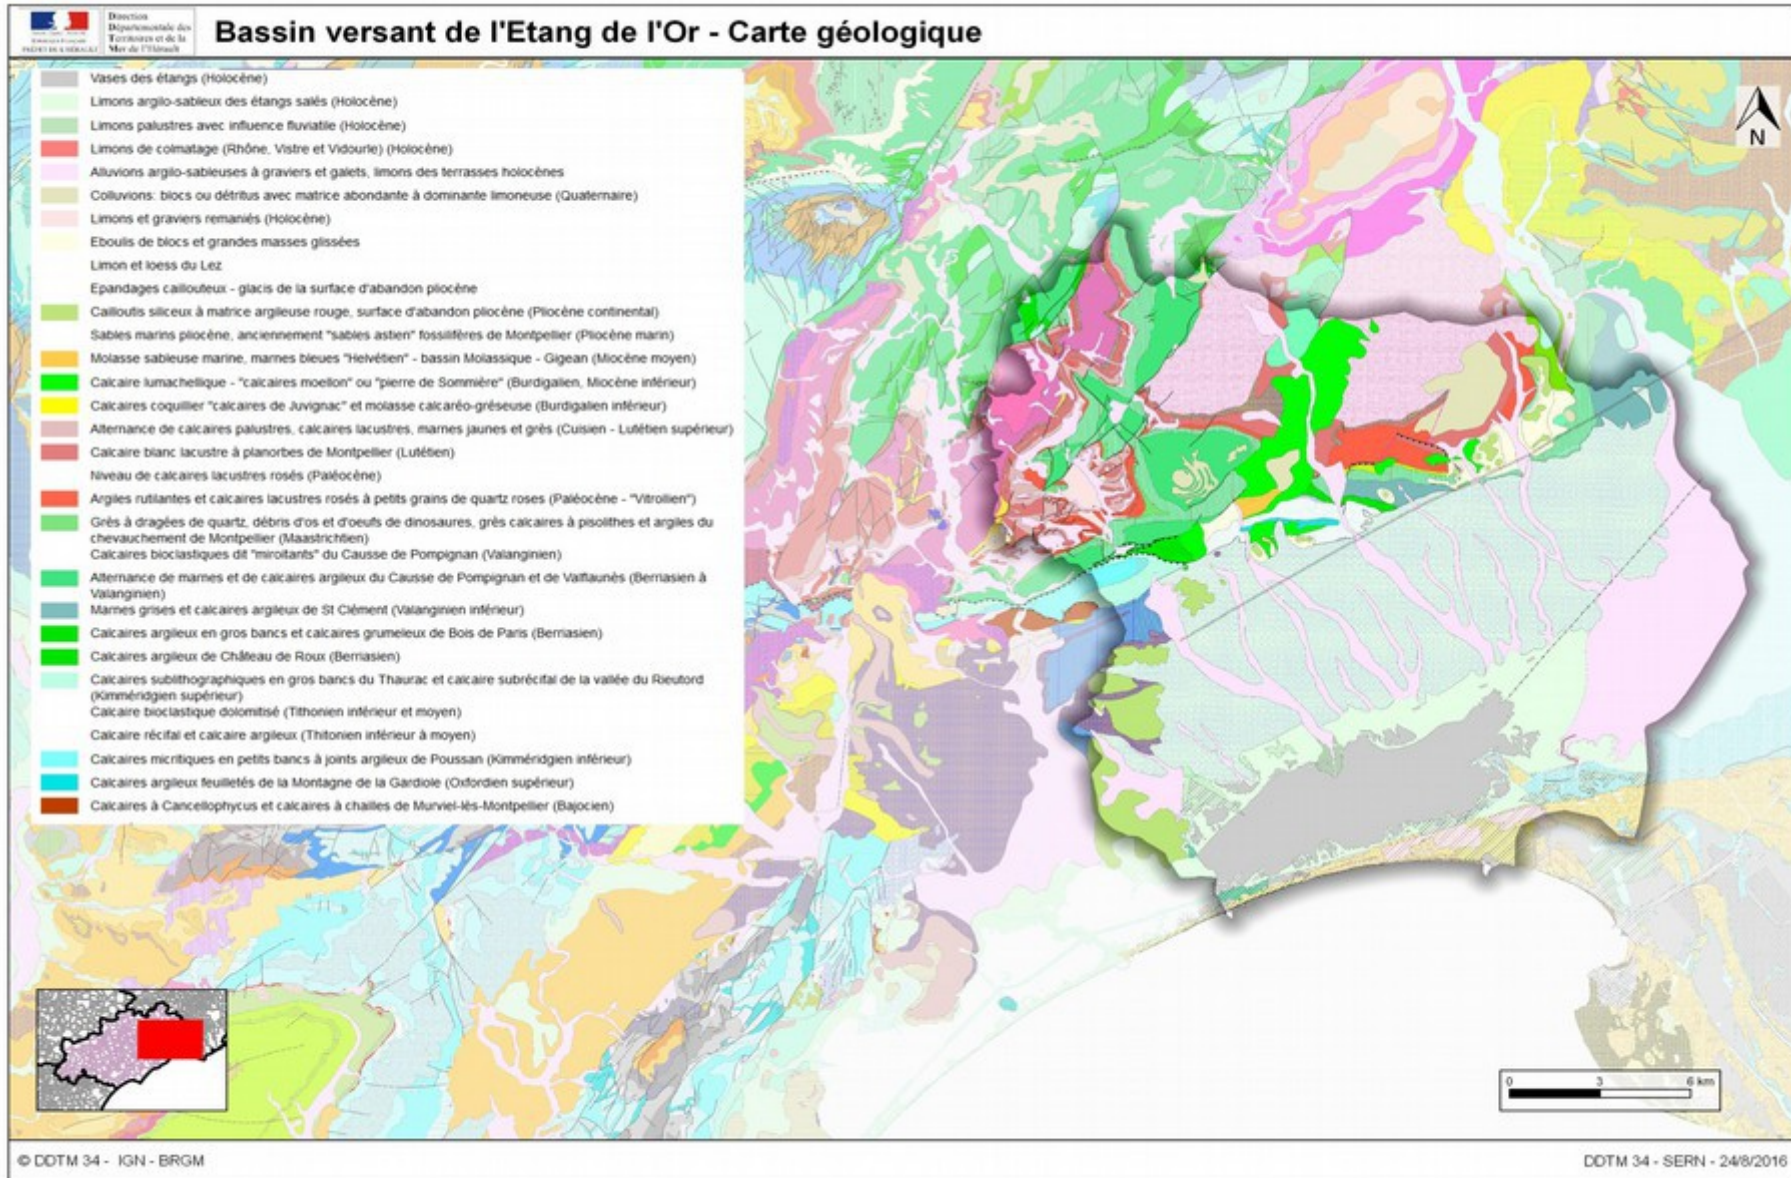 Direction
Départementale des
Territoires et de la
Mer de l'Hérault
Bassin versant de l'Etang de l'Or - Carte géologique
Vases des étangs (Holocène)
Limons argilo-sableux des étangs salés (Holocène)
Limons palustres avec influence fluviatile (Holocène)
Limons de colmatage (Rhône, Vistre et Vidourle) (Holocène)
Alluvions argilo-sableuses à graviers et galets, limons des terrasses holocènes
Colluvions: blocs ou détritus avec matrice abondante à dominante limoneuse (Quaternaire)
Limons et graviers remaniés (Holocène)
Eboulis de blocs et grandes masses glissées
Limon et loess du Lez
Epandages caillouteux - glacis de la surface d'abandon pliocène
Cailloutis siliceux à matrice argileuse rouge, surface d'abandon pliocène (Pliocène continental)
Sables marins pliocène, anciennement "sables astien" fossilifères de Montpellier (Pliocène marin)
Molasse sableuse marine, marnes bleues "Helvétien" - bassin Molassique - Gigean (Miocène moyen)
Calcaire lumachellique - "calcaires moellon" ou "pierre de Sommière" (Burdigalien, Miocène inférieur)
Calcaires coquillier "calcaires de Juvignac" et molasse calcaréo-gréseuse (Burdigalien inférieur)
Alternance de calcaires palustres, calcaires lacustres, marnes jaunes et grès (Cuisien - Lutétien supérieur)
Calcaire blanc lacustre à planorbes de Montpellier (Lutétien)
Niveau de calcaires lacustres rosés (Paléocène)
Argiles rutilantes et calcaires lacustres rosés à petits grains de quartz roses (Paléocène - "Vitrollien")
Grès à dragées de quartz, débris d'os et d'oeufs de dinosaures, grès calcaires à pisolithes et argiles du
chevauchement de Montpellier (Maastrichtien)
Calcaires bioclastiques dit "miroitants" du Causse de Pompignan (Valanginien)
Alternance de marnes et de calcaires argileux du Causse de Pompignan et de Valflaunès (Berriasien à
Valanginien)
Marnes grises et calcaires argileux de St Clément (Valanginien inférieur)
Calcaires argileux en gros bancs et calcaires grumeleux de Bois de Paris (Berriasien)
Calcaires argileux de Château de Roux (Berriasien)
Calcaires sublithographiques en gros bancs du Thaurac et calcaire subrécifal de la vallée du Rieutord
(Kimméridgien supérieur)
Calcaire bioclastique dolomitisé (Tithonien inférieur et moyen)
Calcaire récifal et calcaire argileux (Thitonien inférieur à moyen)
Calcaires micritiques en petits bancs à joints argileux de Poussan (Kimméridgien inférieur)
Calcaires argileux feuilletés de la Montagne de la Gardiole (Oxfordien supérieur)
Calcaires à Cancellophycus et calcaires à chailles de Murviel-lès-Montpellier (Bajocien)
N
0 3 6 km
© DDTM 34 - IGN - BRGM
DDTM 34 - SERN - 24/8/2016